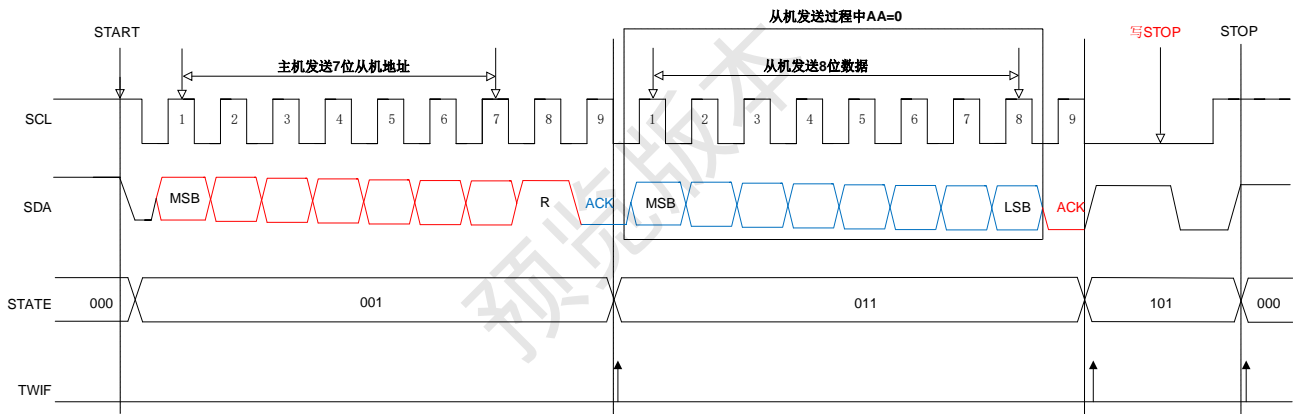 从机发送过程中AA=0
START
写STOP
STOP
主机发送7位从机地址
从机发送8位数据
SCL
1 2 3 4 5 6 7 8 9 1 2 3 4 5 6 7 8 9
SDA
MSB R ACK MSB LSB ACK
STATE 000 001 011 101 000
TWIF
预览版本